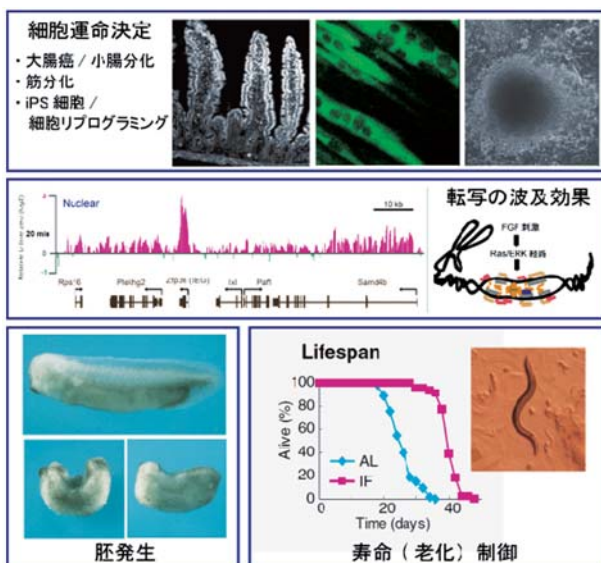 細胞運命決定
・大腸癌 / 小腸分化
・筋分化
・iPS 細胞 /
細胞リプログラミング
Nuclear
10 kb
20 min
Rps16
Plekhg2
Ixl
Paf1
Samd4b
転写の波及効果
FGF 刺激
Ras/ERK 経路
胚発生
Lifespan
Alive (%)
100
80
60
40
20
0
AL
IF
0 20 40
Time (days)
寿命 ( 老化 ) 制御